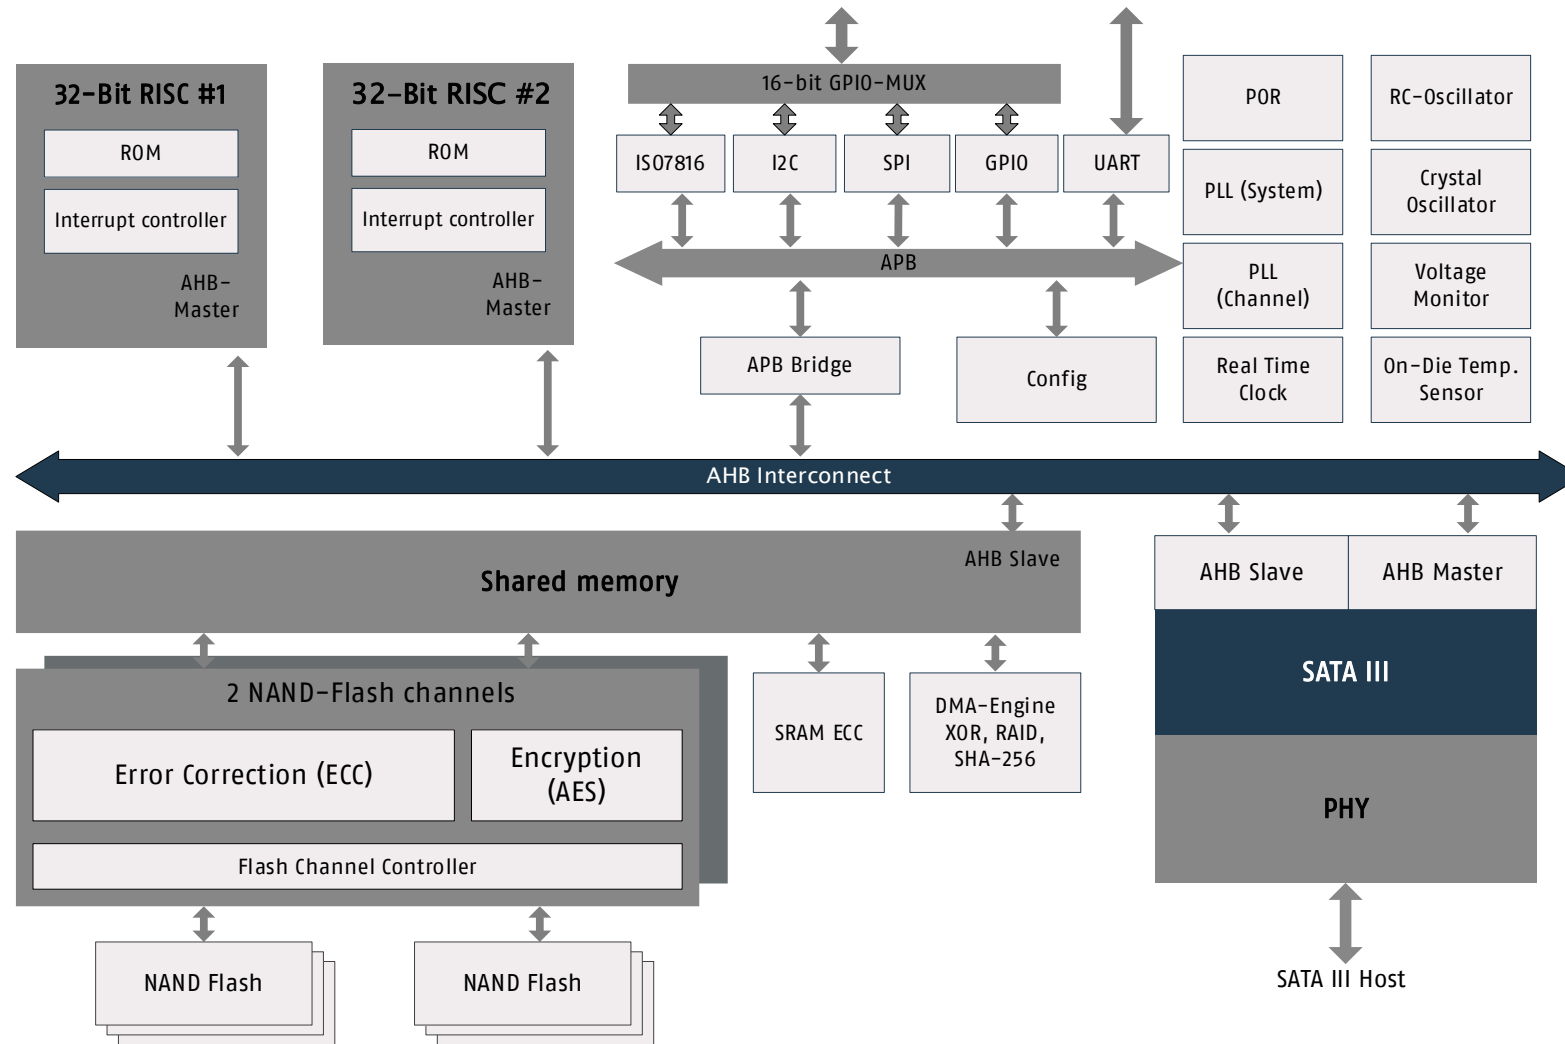 32-Bit RISC #1
ROM
Interrupt controller
AHB-
Master
32-Bit RISC #2
ROM
Interrupt controller
AHB-
Master
16-bit GPIO-MUX
ISO7816
I2C
SPI
GPIO
UART
APB
APB Bridge
Config
POR
RC-Oscillator
PLL (System)
Crystal
Oscillator
PLL
(Channel)
Voltage
Monitor
Real Time
Clock
On-Die Temp.
Sensor
AHB Interconnect
AHB Slave
Shared memory
2 NAND-Flash channels
Error Correction (ECC)
Encryption
(AES)
Flash Channel Controller
NAND Flash
NAND Flash
SRAM ECC
DMA-Engine
XOR, RAID,
SHA-256
AHB Slave
AHB Master
SATA III
PHY
SATA III Host